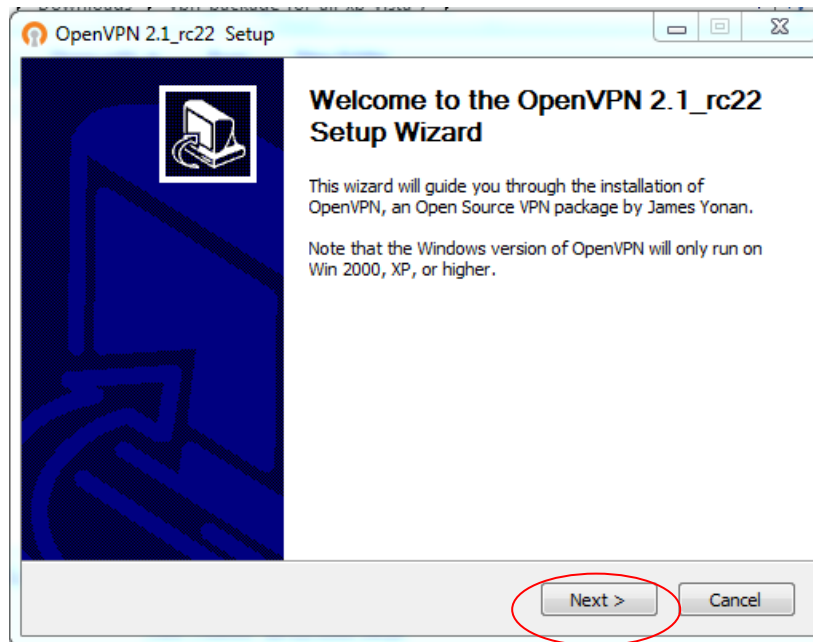 OpenVPN 2.1_rc22 Setup
Welcome to the OpenVPN 2.1_rc22
Setup Wizard
This wizard will guide you through the installation of
OpenVPN, an Open Source VPN package by James Yonan.
Note that the Windows version of OpenVPN will only run on
Win 2000, XP, or higher.
Next >
Cancel